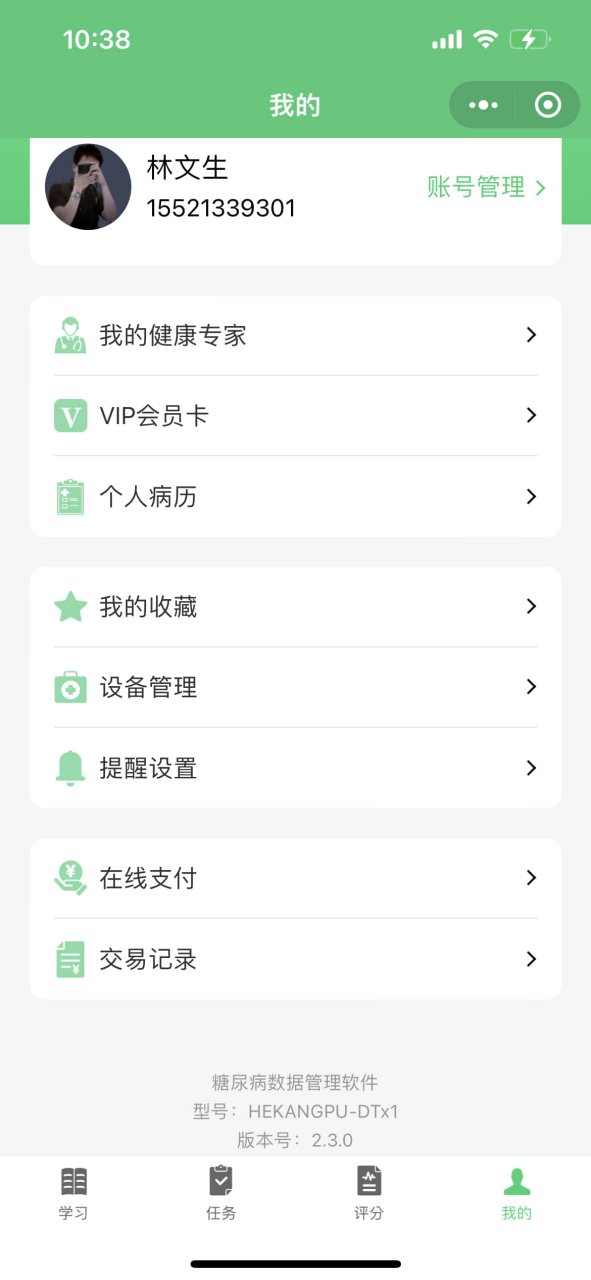 10:38
我的
林文生
15521339301
账号管理
我的健康专家
VIP会员卡
个人病历
我的收藏
设备管理
提醒设置
在线支付
交易记录
糖尿病数据管理软件
型号：HEKANGPU-DTx1
版本号：2.3.0
学习
任务
评分
我的